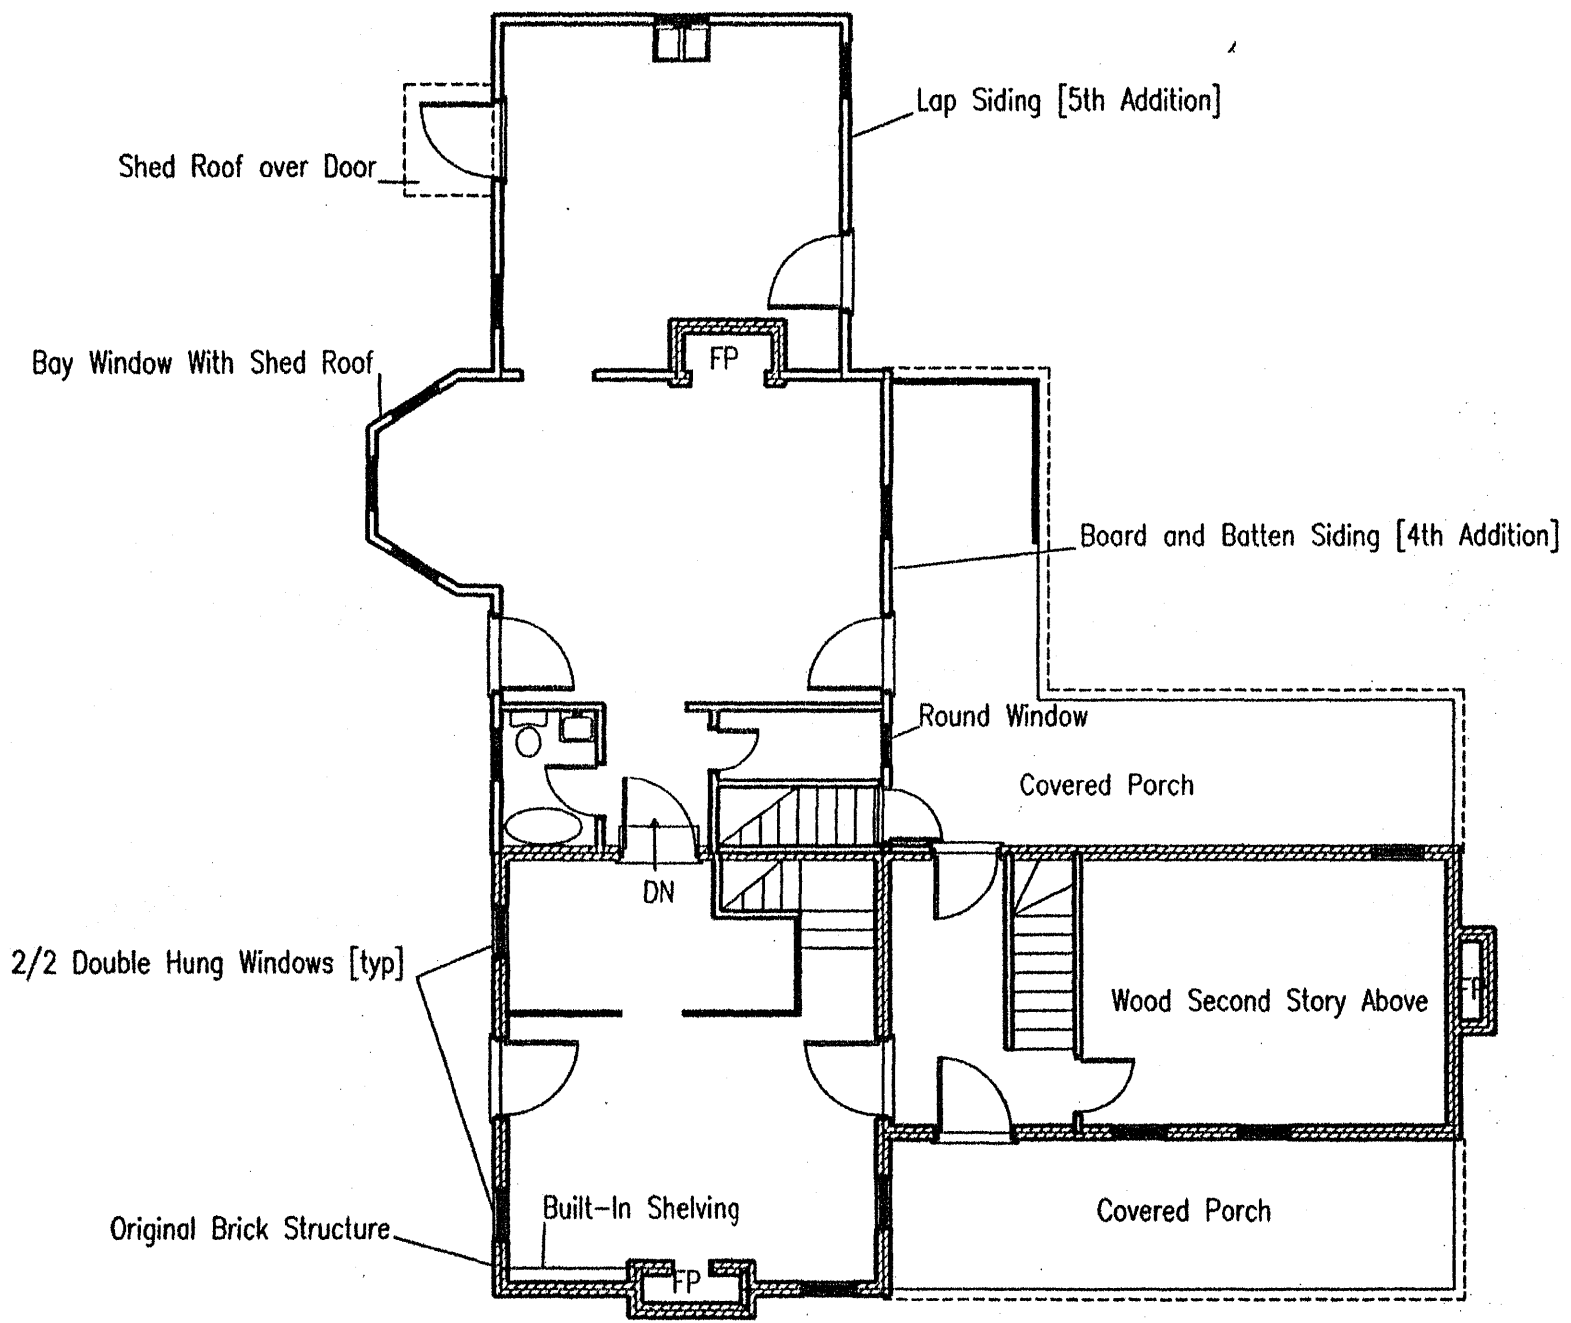 Lap Siding [5th Addition]
Shed Roof over Door
FP
Bay Window With Shed Roof
Board and Batten Siding [4th Addition]
Round Window
Covered Porch
DN
2/2 Double Hung Windows [typ]
Wood Second Story Above
FP
Built-In Shelving
Covered Porch
Original Brick Structure
FP